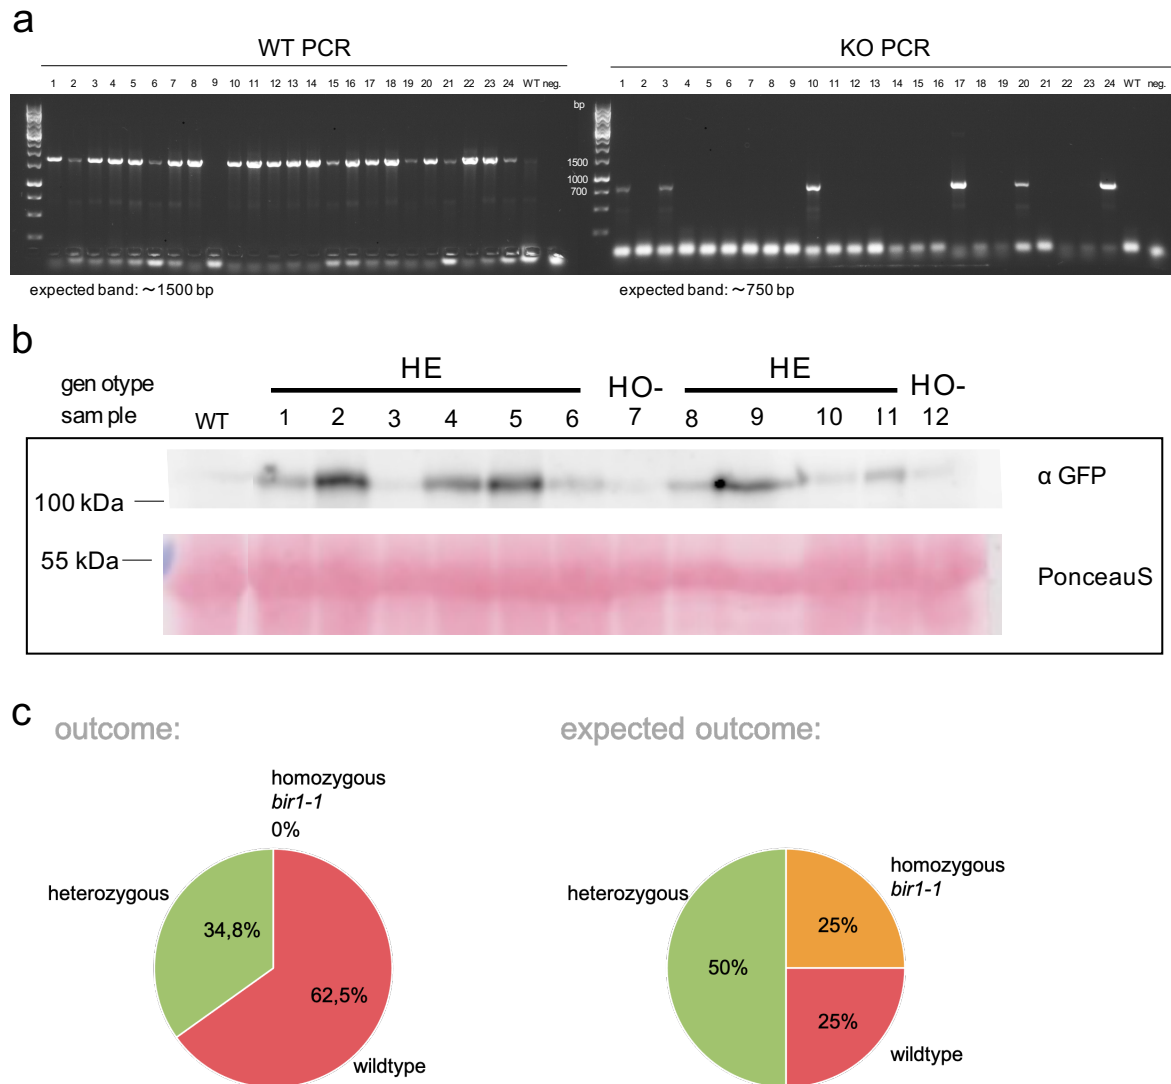 a
WT PCR
KO PCR
1 2 3 4 5 6 7 8 9 10 11 12 13 14 15 16 17 18 19 20 21 22 23 24 WT neg.
1 2 3 4 5 6 7 8 9 10 11 12 13 14 15 16 17 18 19 20 21 22 23 24 WT neg.
bp
1500
1000
700
expected band: ~1500 bp
expected band: ~750 bp
b
gen otype
HE
HO-
HE
HO-
sam ple
WT
1 2 3 4 5 6 7 8 9 10 11 12
α GFP
100 kDa
55 kDa
PonceauS
c
outcome:
expected outcome:
homozygous
bir1-1
0%
heterozygous
34,8%
62,5%
wildtype
heterozygous
homozygous
bir1-1
50%
25%
25%
wildtype